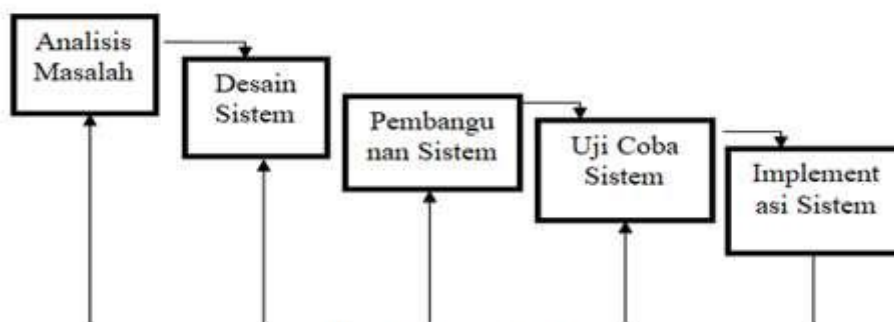 Analisis
Masalah
Desain
Sistem
Pembangu
nan Sistem
Uji Coba
Sistem
Implement
asi Sistem